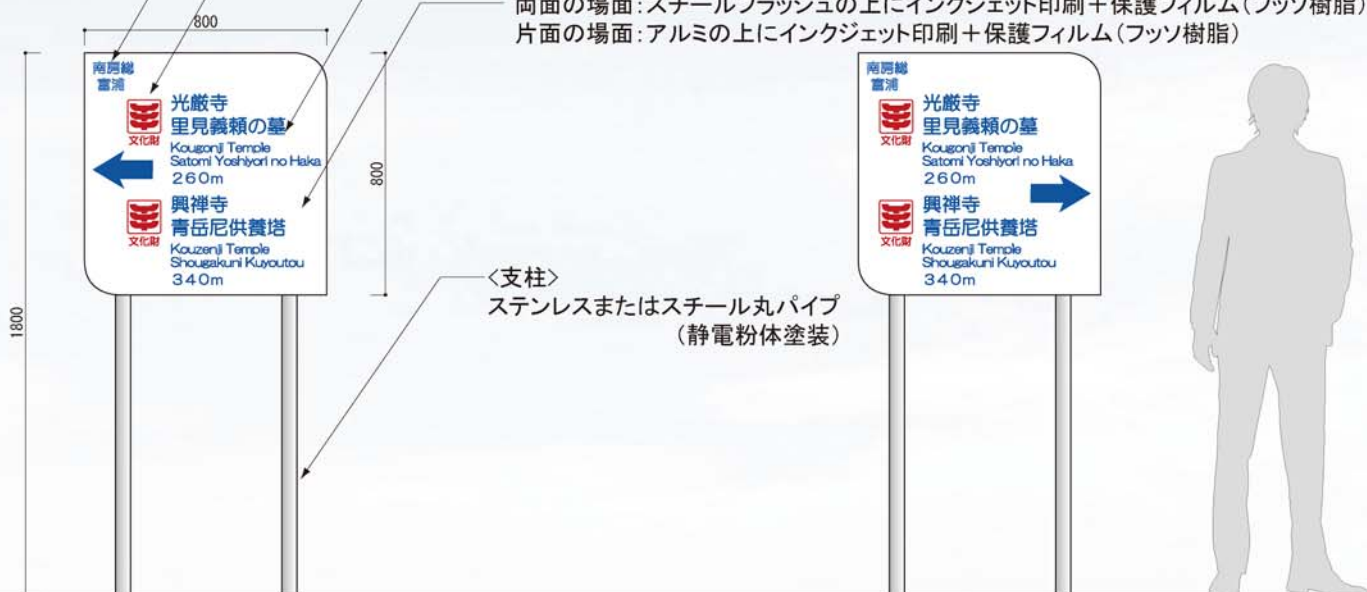 両面の場面:スチールフラッシュの上にインクジェット印刷+保護フィルム(フッソ樹脂)
片面の場面:アルミの上にインクジェット印刷+保護フィルム(フッソ樹脂)
800
南房総
富浦
光厳寺
里見義頼の墓
文化財
Kougonji Temple
Satomi Yoshiyori no Haka
260m
興禅寺
青岳尼供養塔
文化財
Kouzenji Temple
Shougakuni Kuyoutou
340m
800
1800
<支柱>
ステンレスまたはスチール丸パイプ
(静電粉体塗装)
南房総
富浦
光厳寺
里見義頼の墓
文化財
Kougonji Temple
Satomi Yoshiyori no Haka
260m
興禅寺
青岳尼供養塔
文化財
Kouzenji Temple
Shougakuni Kuyoutou
340m